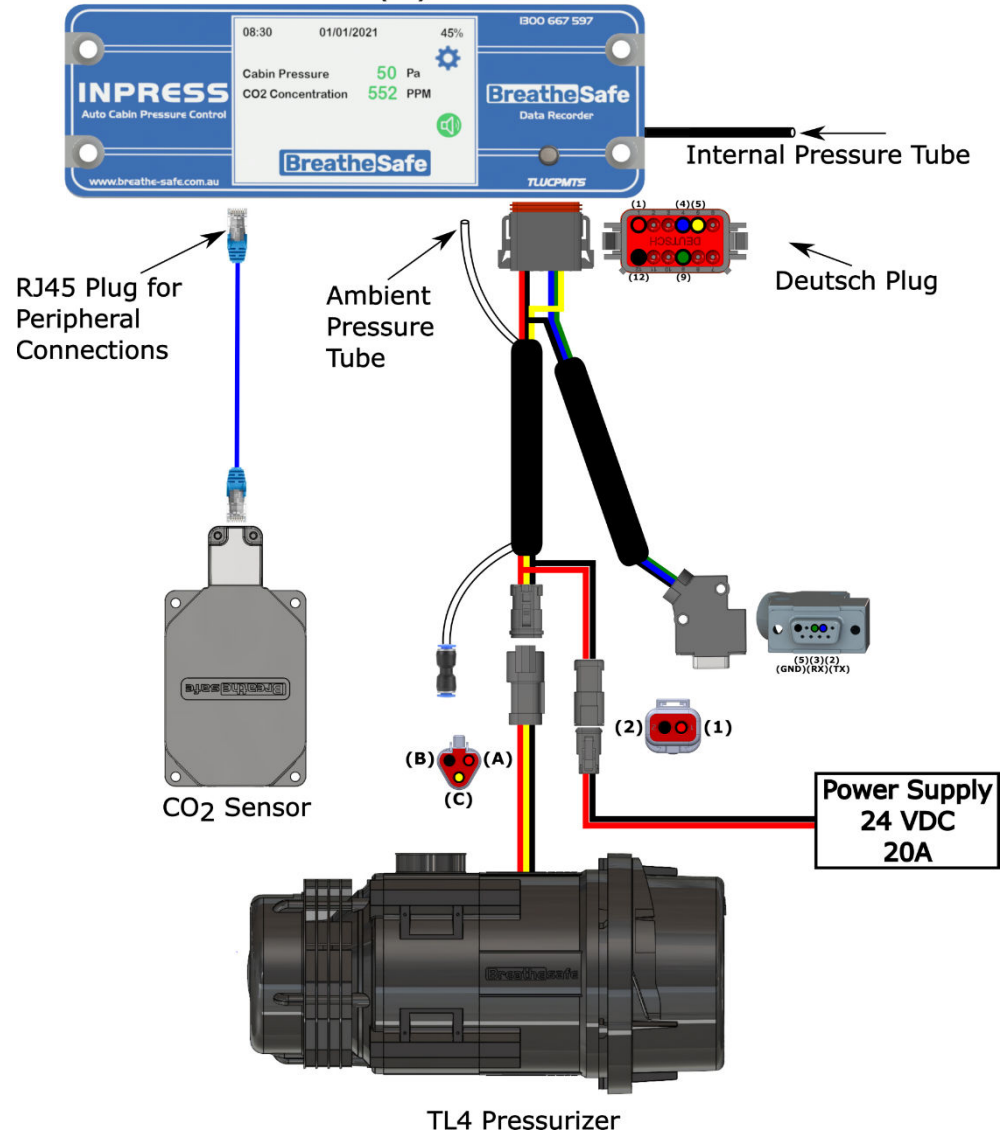 1300 667 597
08:30 01/01/2021 45%
Cabin Pressure 50 Pa
CO2 Concentration 552 PPM
INPRESS
Auto Cabin Pressure Control
BreatheSafe
Data Recorder
BreatheSafe
www.breathe-safe.com.au
TLUCPMTS
Internal Pressure Tube
(1) (4)(5)
DEUTSCH
(12) (9)
Deutsch Plug
RJ45 Plug for
Peripheral
Connections
Ambient
Pressure
Tube
(5)(3)(2)
(GND)(RX)(TX)
Breathesafe
CO2 Sensor
(B) (A)
(C)
(2) (1)
Power Supply
24 VDC
20A
Breathesafe
TL4 Pressurizer